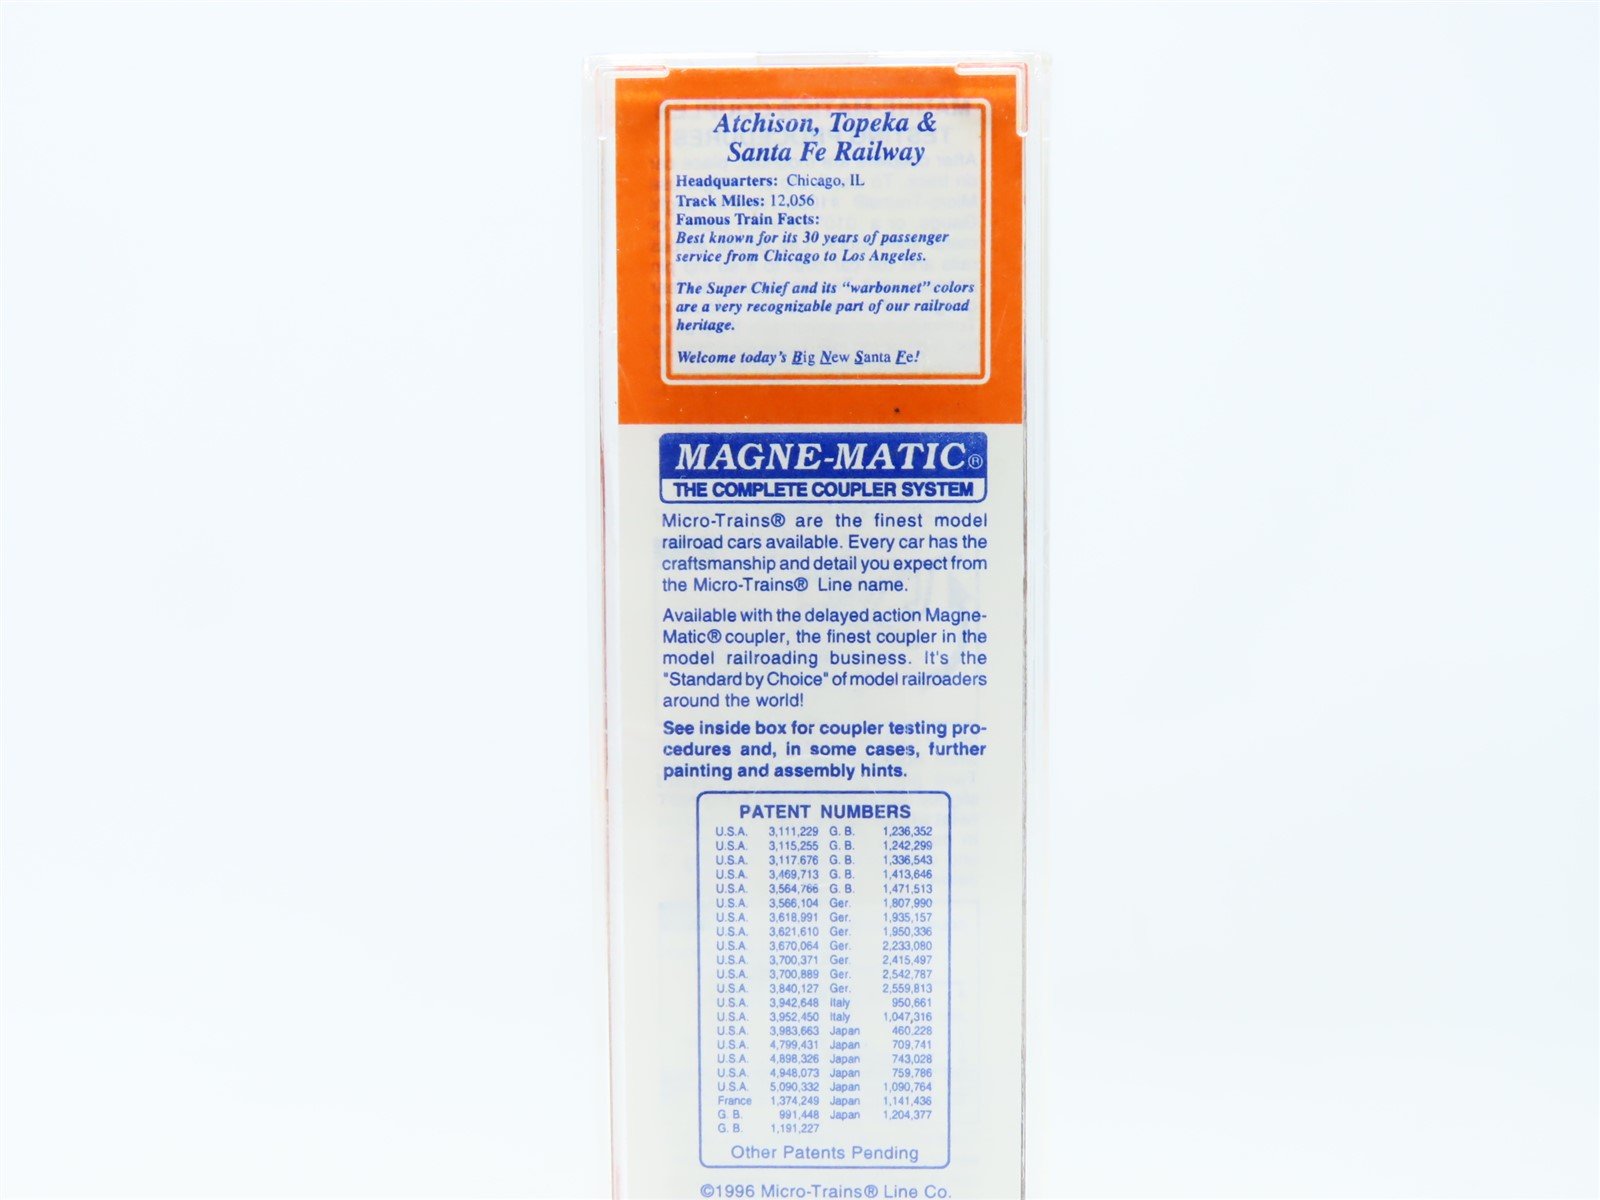 Atchison, Topeka &
Santa Fe Railway
Headquarters: Chicago, IL
Track Miles: 12,056
Famous Train Facts:
Best known for its 30 years of passenger
service from Chicago to Los Angeles.
The Super Chief and its “warbonnet” colors
are a very recognizable part of our railroad
heritage.
Welcome today's Big New Santa Fe!
MAGNE-MATIC®
THE COMPLETE COUPLER SYSTEM
Micro-Trains® are the finest model
railroad cars available. Every car has the
craftsmanship and detail you expect from
the Micro-Trains® Line name.
Available with the delayed action Magne-
Matic® coupler, the finest coupler in the
model railroading business. It's the
"Standard by Choice" of model railroaders
around the world!
See inside box for coupler testing pro-
cedures and, in some cases, further
painting and assembly hints.
PATENT NUMBERS
U.S.A. 3,111,229 G. B. 1,236,352
U.S.A. 3,115,255 G. B. 1,242,299
U.S.A. 3,117.676 G. B. 1,336,543
U.S.A. 3,469,713 G. B. 1,413,646
U.S.A. 3,564,766 G. B. 1,471,513
U.S.A. 3,566,104 Ger. 1,807,990
U.S.A. 3,618,991 Ger. 1,935,157
U.S.A. 3,621,610 Ger. 1,950,336
U.S.A. 3,670,064 Ger. 2,233,080
U.S.A. 3,700,371 Ger. 2,415,497
U.S.A. 3,700,889 Ger. 2,542,787
U.S.A. 3,840,127 Ger. 2,559,813
U.S.A. 3,942,648 Italy 950,661
U.S.A. 3,952,450 Italy 1,047,316
U.S.A. 3,983,663 Japan 460.228
U.S.A. 4,799,431 Japan 709,741
U.S.A. 4,898,326 Japan 743,028
U.S.A. 4,948,073 Japan 759,786
U.S.A. 5,090,332 Japan 1,090,764
France 1,374,249 Japan 1,141,436
G. B. 991,448 Japan 1,204,377
G. B. 1,191,227
Other Patents Pending
©1996 Micro-Trains® Line Co.